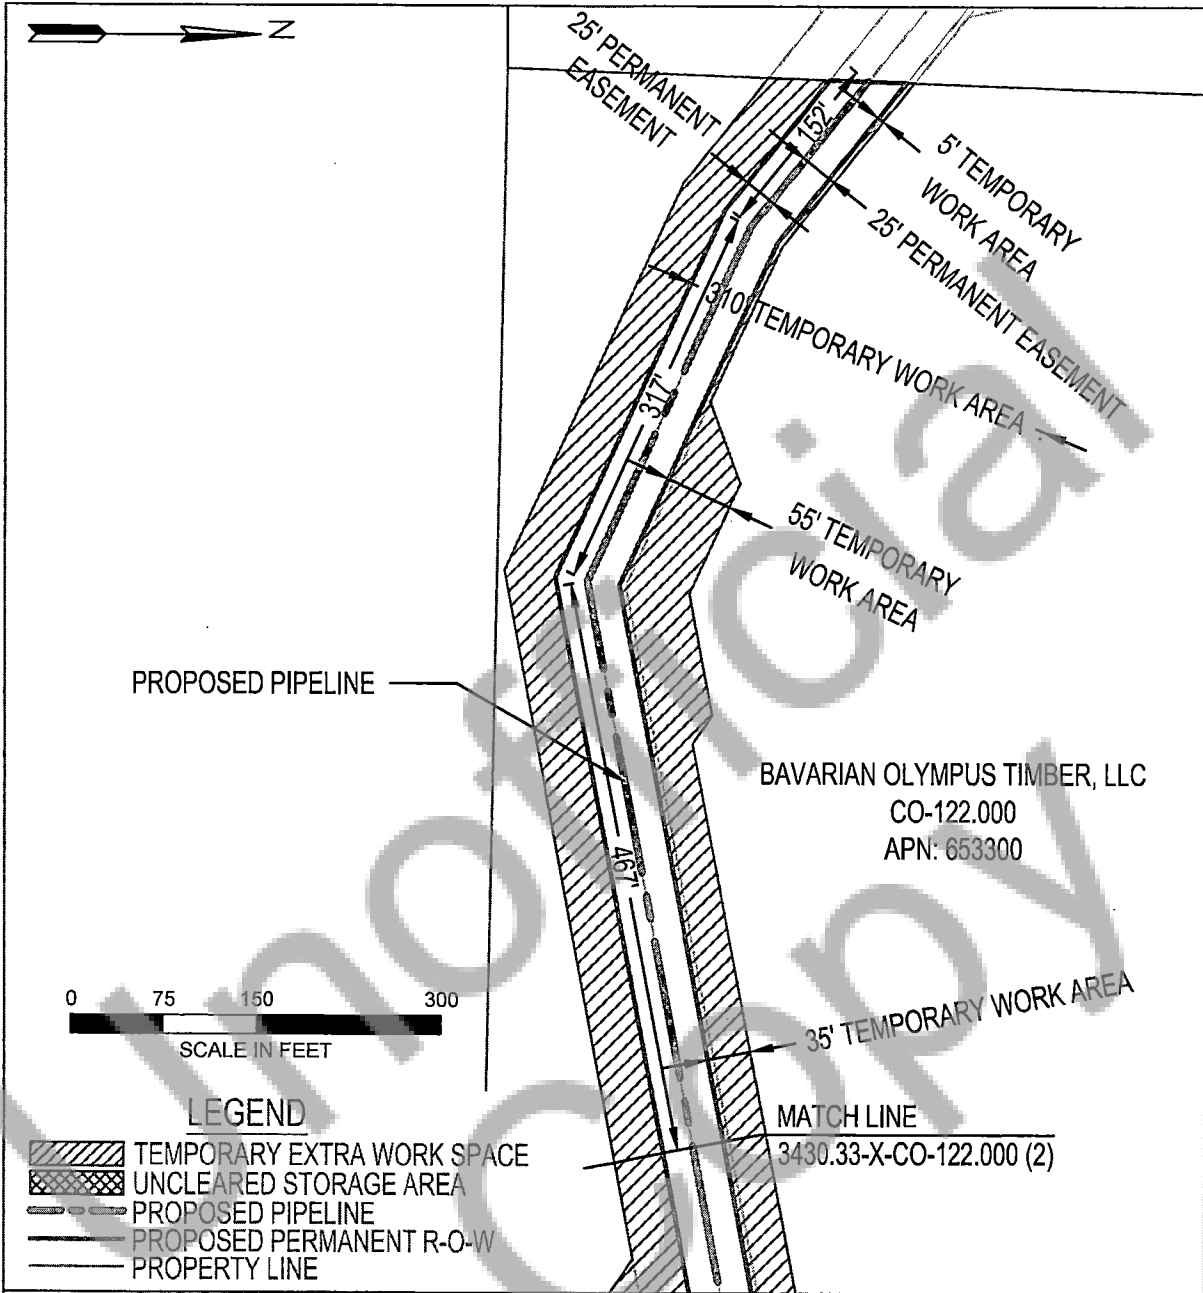 N
25' PERMANENT
EASEMENT
152'
5' TEMPORARY
WORK AREA
25' PERMANENT EASEMENT
310' TEMPORARY WORK AREA
317'
55' TEMPORARY
WORK AREA
PROPOSED PIPELINE
BAVARIAN OLYMPUS TIMBER, LLC
CO-122.000
APN: 653300
467'
35' TEMPORARY WORK AREA
0 75 150 300
SCALE IN FEET
MATCH LINE
3430.33-X-CO-122.000 (2)
LEGEND
TEMPORARY EXTRA WORK SPACE
UNCLEARED STORAGE AREA
PROPOSED PIPELINE
PROPOSED PERMANENT R-O-W
PROPERTY LINE
Unofficial
Copy